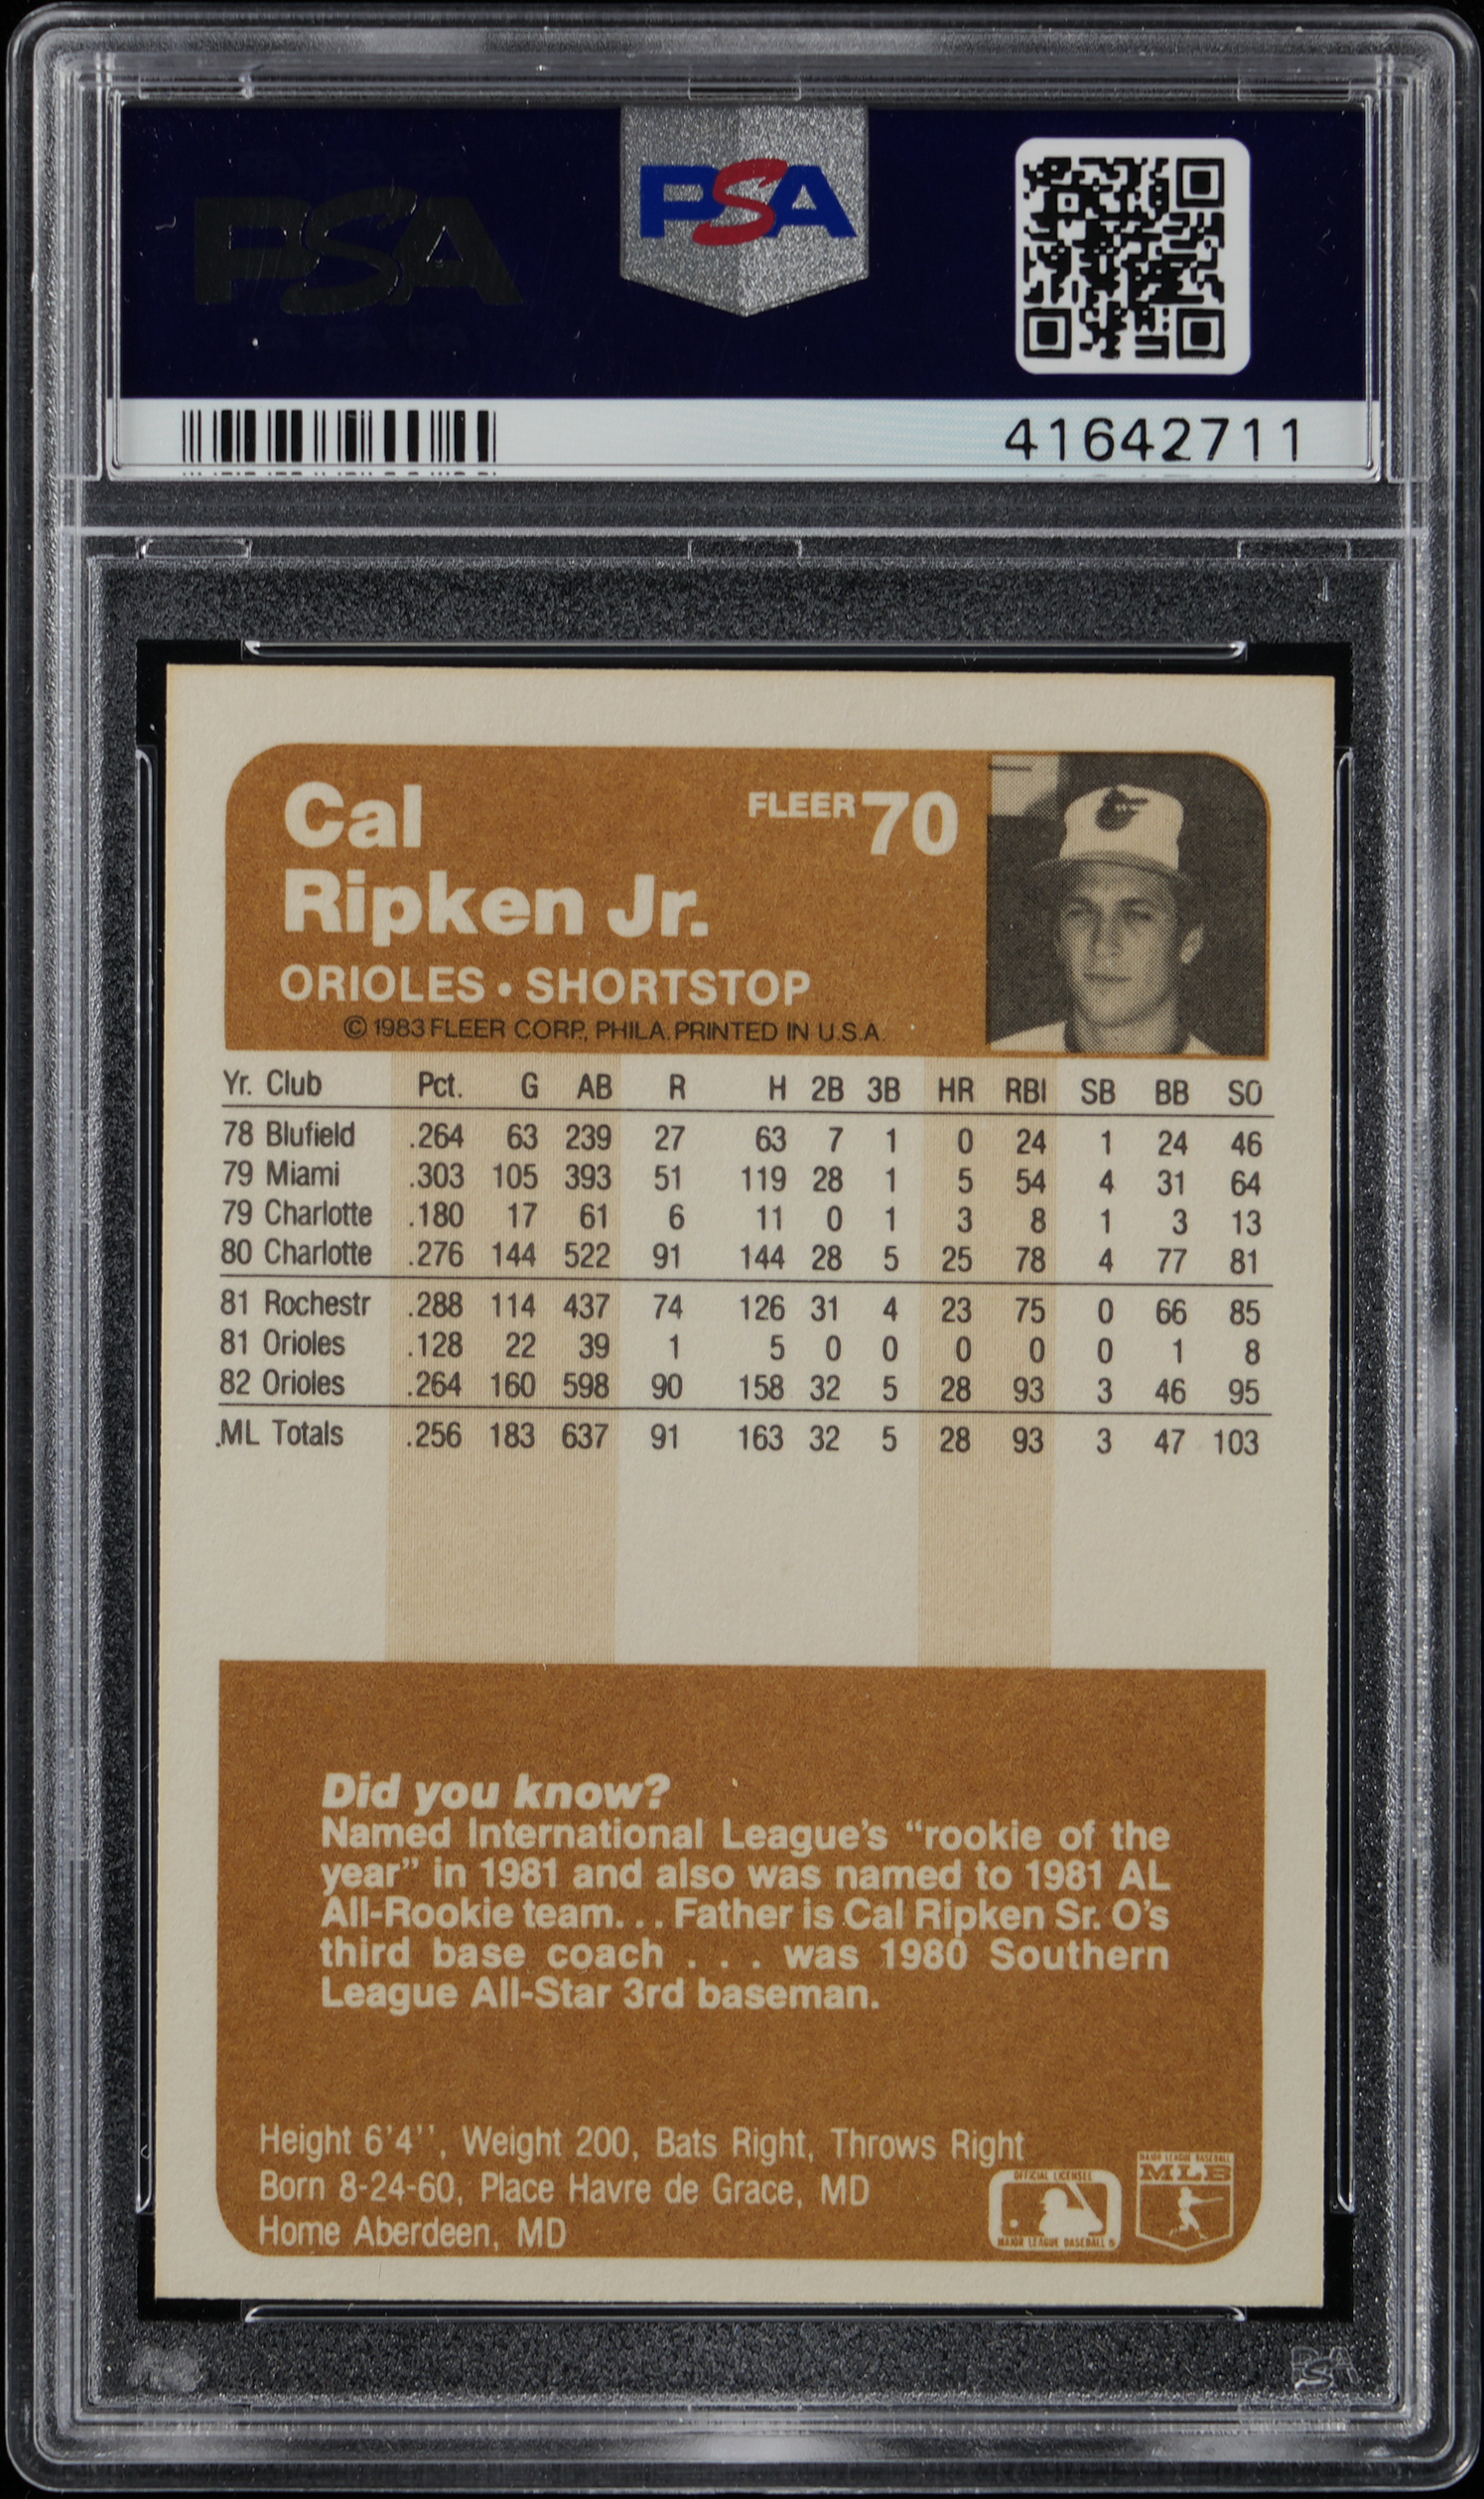 PSA
PSA
41642711
Cal
Ripken Jr.
FLEER 70
ORIOLES • SHORTSTOP
© 1983 FLEER CORP., PHILA. PRINTED IN U.S.A.
Yr. Club Pct. G AB R H 2B 3B HR RBI SB BB SO
78 Blufield .264 63 239 27 63 7 1 0 24 1 24 46
79 Miami .303 105 393 51 119 28 1 5 54 4 31 64
79 Charlotte .180 17 61 6 11 0 1 3 8 1 3 13
80 Charlotte .276 144 522 91 144 28 5 25 78 4 77 81
81 Rochestr .288 114 437 74 126 31 4 23 75 0 66 85
81 Orioles .128 22 39 1 5 0 0 0 0 0 1 8
82 Orioles .264 160 598 90 158 32 5 28 93 3 46 95
ML Totals .256 183 637 91 163 32 5 28 93 3 47 103
Did you know?
Named International League's “rookie of the
year” in 1981 and also was named to 1981 AL
All-Rookie team. . . Father is Cal Ripken Sr. O's
third base coach . . . was 1980 Southern
League All-Star 3rd baseman.
Height 6'4'', Weight 200, Bats Right, Throws Right
Born 8-24-60, Place Havre de Grace, MD
Home Aberdeen, MD
OFFICIAL LICENSEE
MAJOR LEAGUE BASEBALL ®
MAJOR LEAGUE BASEBALL
MLB
PSA